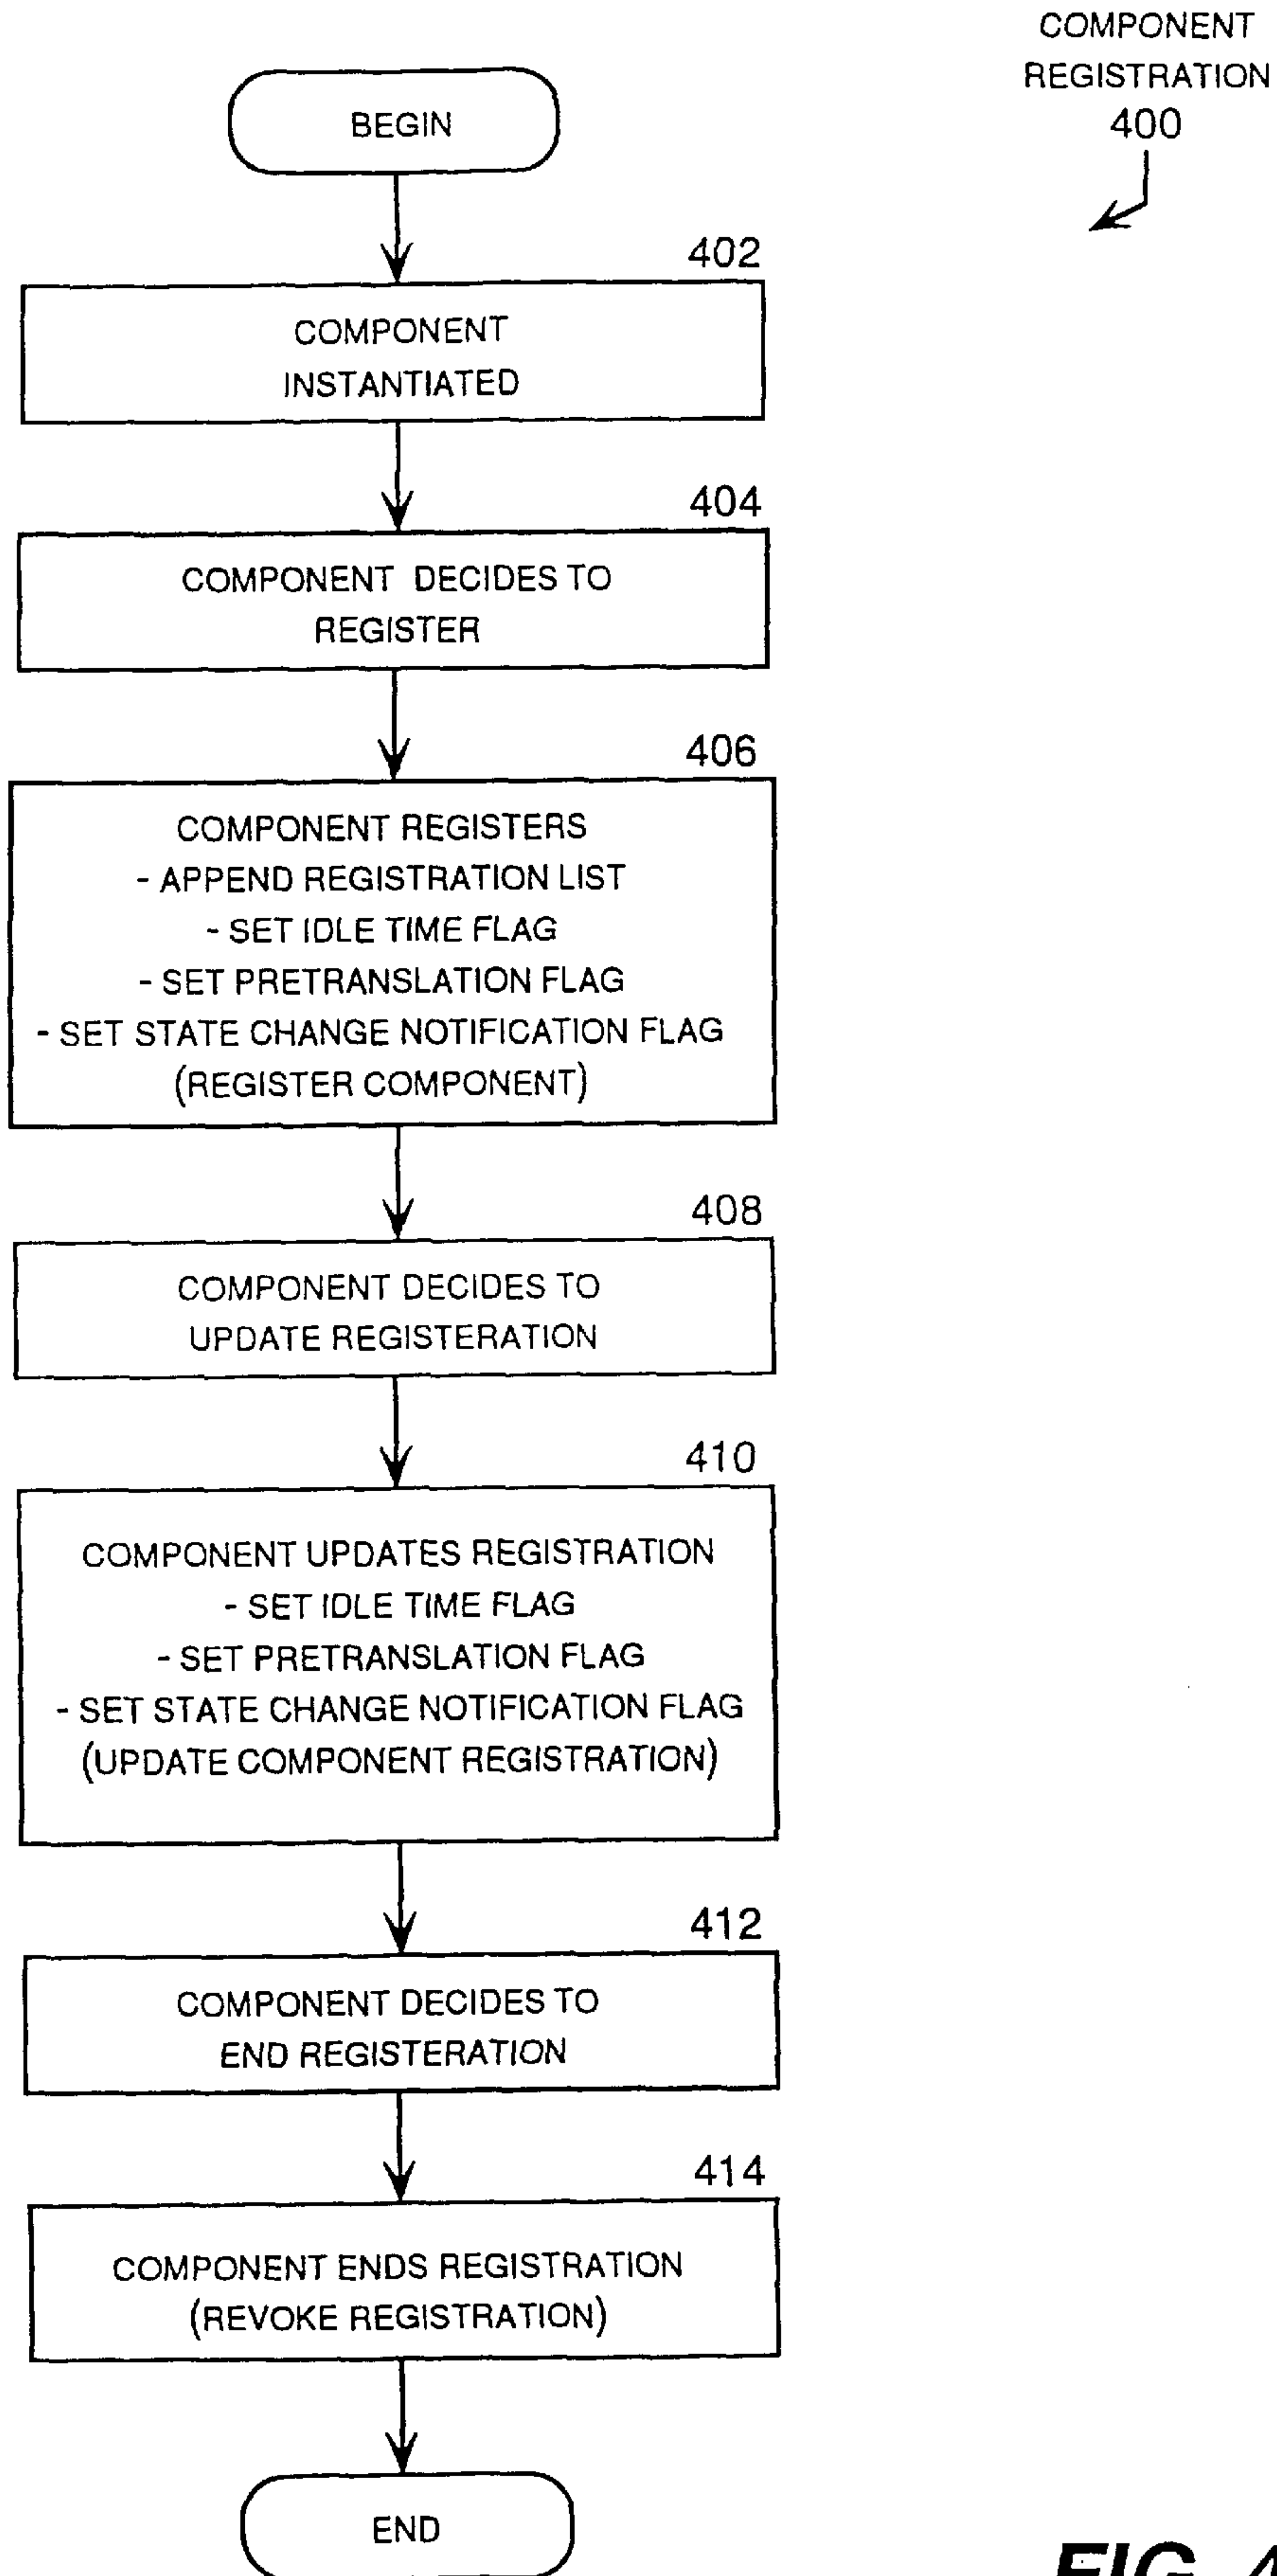 COMPONENT
REGISTRATION
400
BEGIN
402
COMPONENT
INSTANTIATED
404
COMPONENT DECIDES TO
REGISTER
406
COMPONENT REGISTERS
- APPEND REGISTRATION LIST
- SET IDLE TIME FLAG
- SET PRETRANSLATION FLAG
- SET STATE CHANGE NOTIFICATION FLAG
(REGISTER COMPONENT)
408
COMPONENT DECIDES TO
UPDATE REGISTERATION
410
COMPONENT UPDATES REGISTRATION
- SET IDLE TIME FLAG
- SET PRETRANSLATION FLAG
- SET STATE CHANGE NOTIFICATION FLAG
(UPDATE COMPONENT REGISTRATION)
412
COMPONENT DECIDES TO
END REGISTERATION
414
COMPONENT ENDS REGISTRATION
(REVOKE REGISTRATION)
END
FIG. 4